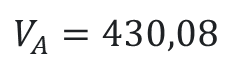 V_A = 430,08